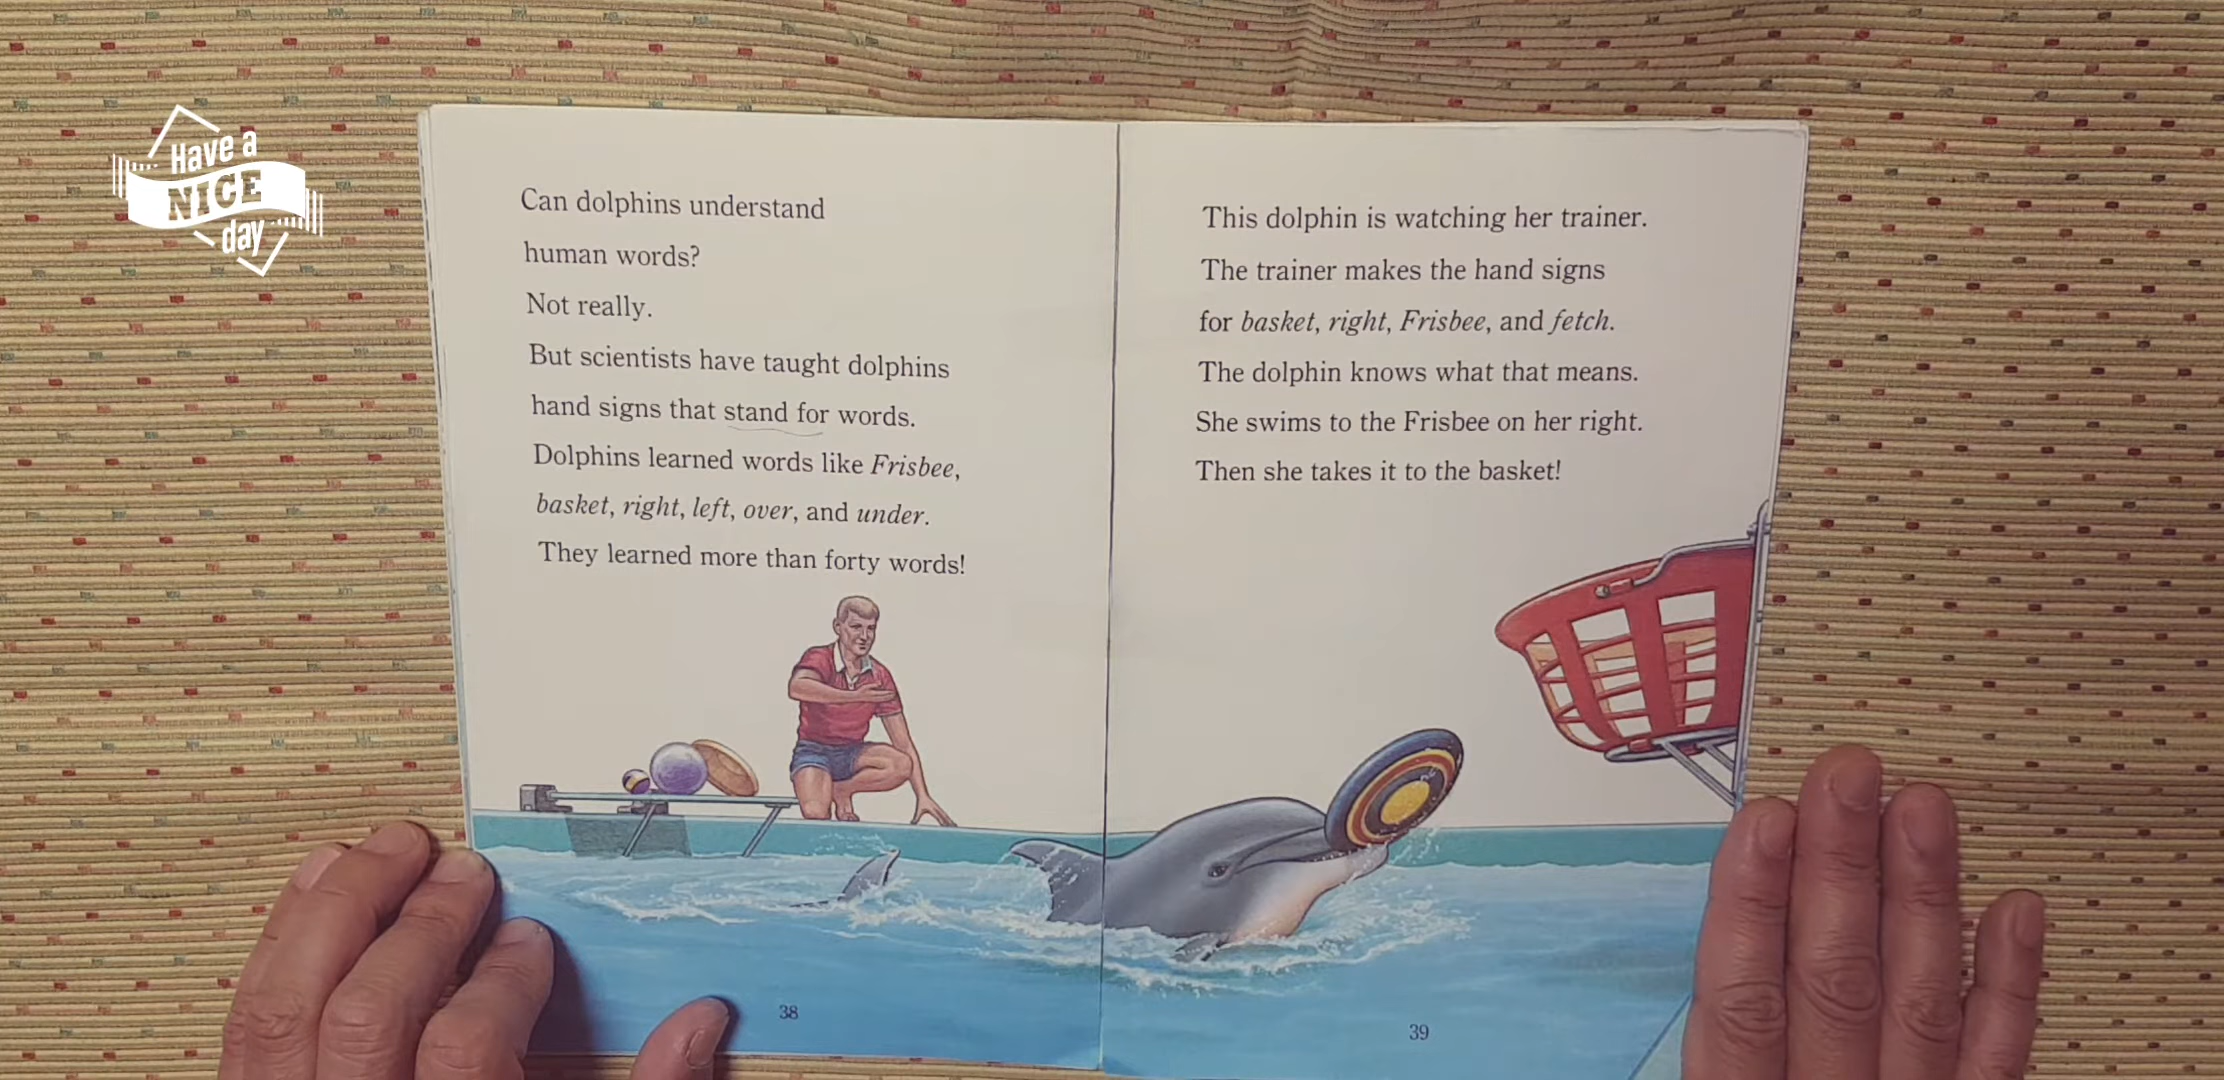 Have a
NICE
day
Can dolphins understand
human words?
Not really.
But scientists have taught dolphins
hand signs that stand for words.
Dolphins learned words like Frisbee,
basket, right, left, over, and under.
They learned more than forty words!
38
This dolphin is watching her trainer.
The trainer makes the hand signs
for basket, right, Frisbee, and fetch.
The dolphin knows what that means.
She swims to the Frisbee on her right.
Then she takes it to the basket!
39